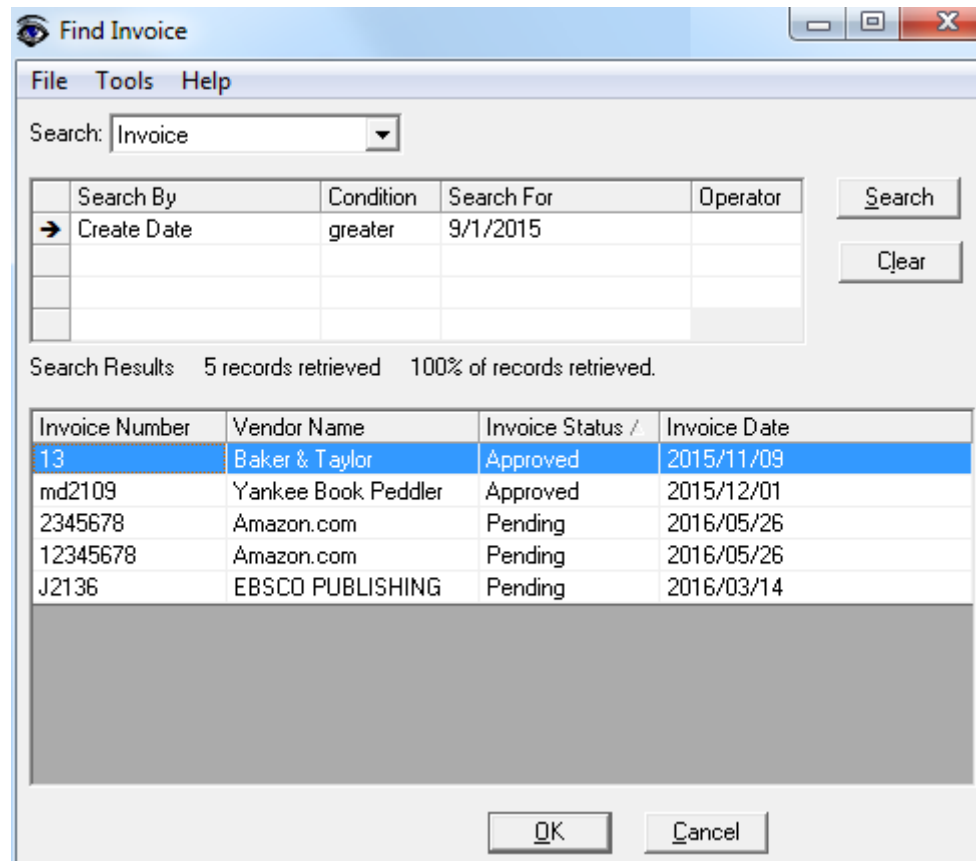 Find Invoice
File Tools Help
Search: Invoice
Search By Condition Search For Operator
Create Date greater 9/1/2015
Search
Clear
Search Results 5 records retrieved 100% of records retrieved.
Invoice Number Vendor Name Invoice Status Invoice Date
13 Baker & Taylor Approved 2015/11/09
md2109 Yankee Book Peddler Approved 2015/12/01
2345678 Amazon.com Pending 2016/05/26
12345678 Amazon.com Pending 2016/05/26
J2136 EBSCO PUBLISHING Pending 2016/03/14
OK Cancel